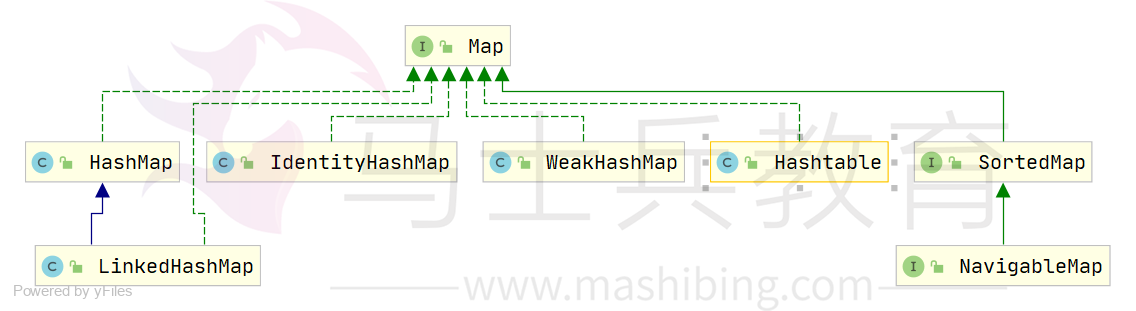 I Map
C HashMap
C IdentityHashMap
C WeakHashMap
C Hashtable
I SortedMap
马士兵教育
C LinkedHashMap
I NavigableMap
www.mashibing.com
Powered by yFiles